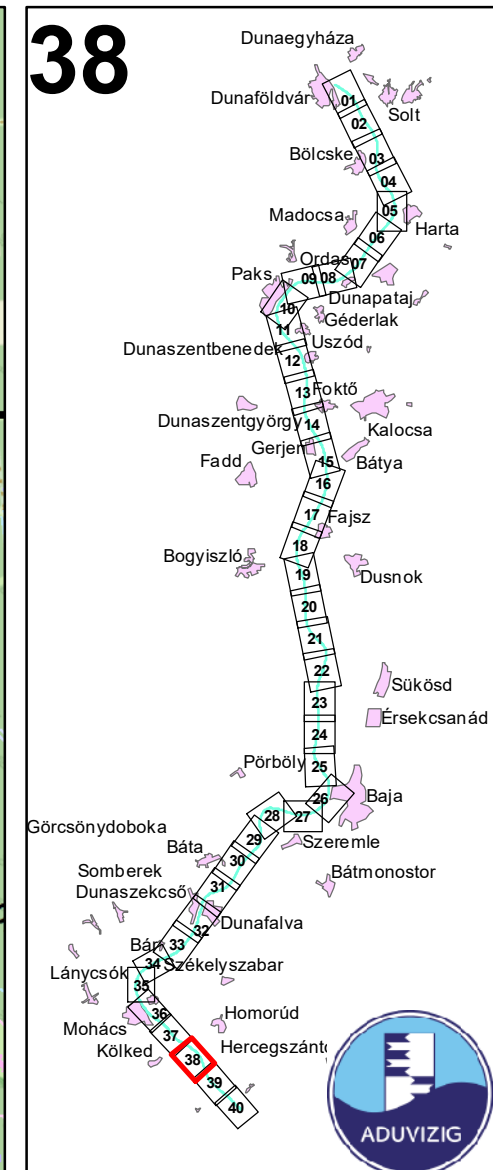 38
Dunaegyháza
Dunaföldvár
01
Solt
02
Bölcske
03
04
05
Madocsa
Harta
06
Ordas
07
Paks
09
08
Dunapataj
10
Géderlak
11
Uszód
Dunaszentbenedek
12
13
Foktő
Dunaszentgyörgy
14
Kalocsa
Gerjen
15
Bátya
Fadd
16
17
Fajsz
18
Bogyiszló
19
Dusnok
20
21
22
Sükösd
23
Érsekcsanád
24
Pörböly
25
26
Baja
28
27
Görcsönydoboka
29
Szeremle
Báta
30
Bátmonostor
Somberek
31
Dunaszekcső
Dunafalva
32
33
Bár
34
Székelyszabar
Lánycsók
35
36
Homorúd
Mohács
37
Kölked
38
Hercegszántó
39
40
ADUVIZIG